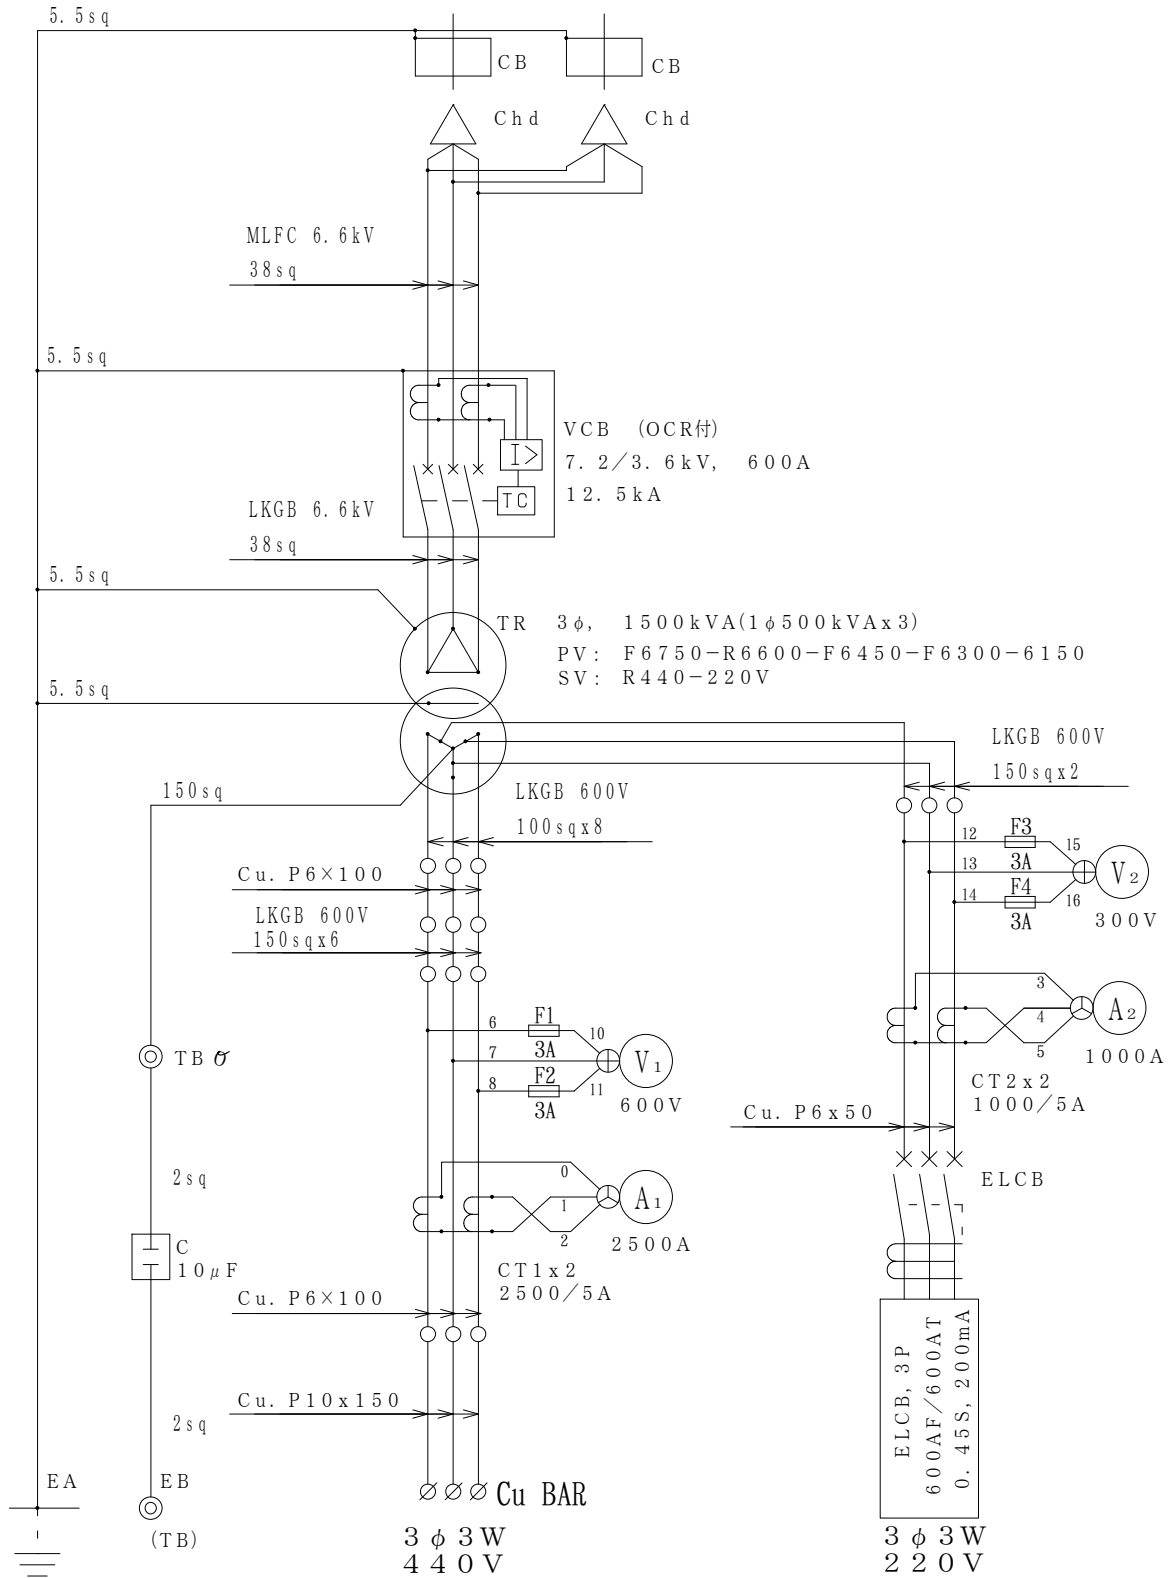 5.5sq
CB
CB
Chd
Chd
MLFC 6.6kV
38sq
5.5sq
VCB (OCR付)
7.2/3.6kV, 600A
12.5kA
I>
TC
LKGB 6.6kV
38sq
5.5sq
TR 3φ, 1500kVA(1φ500kVAx3)
PV: F6750-R6600-F6450-F6300-6150
SV: R440-220V
5.5sq
LKGB 600V
150sqx2
150sq
LKGB 600V
100sqx8
12
F3
15
3A
13
V2
14
F4
16
3A
300V
Cu. P6×100
LKGB 600V
150sqx6
3
4
A2
5
1000A
6
F1
10
3A
7
V1
8
F2
11
3A
600V
TB
CT2x2
1000/5A
Cu. P6x50
2sq
0
1
A1
2
2500A
ELCB
C
10μF
CT1x2
2500/5A
Cu. P6×100
ELCB, 3P
600AF/600AT
0.45S, 200mA
Cu. P10x150
2sq
EA
EB
Cu BAR
(TB)
3φ3W
440V
3φ3W
220V